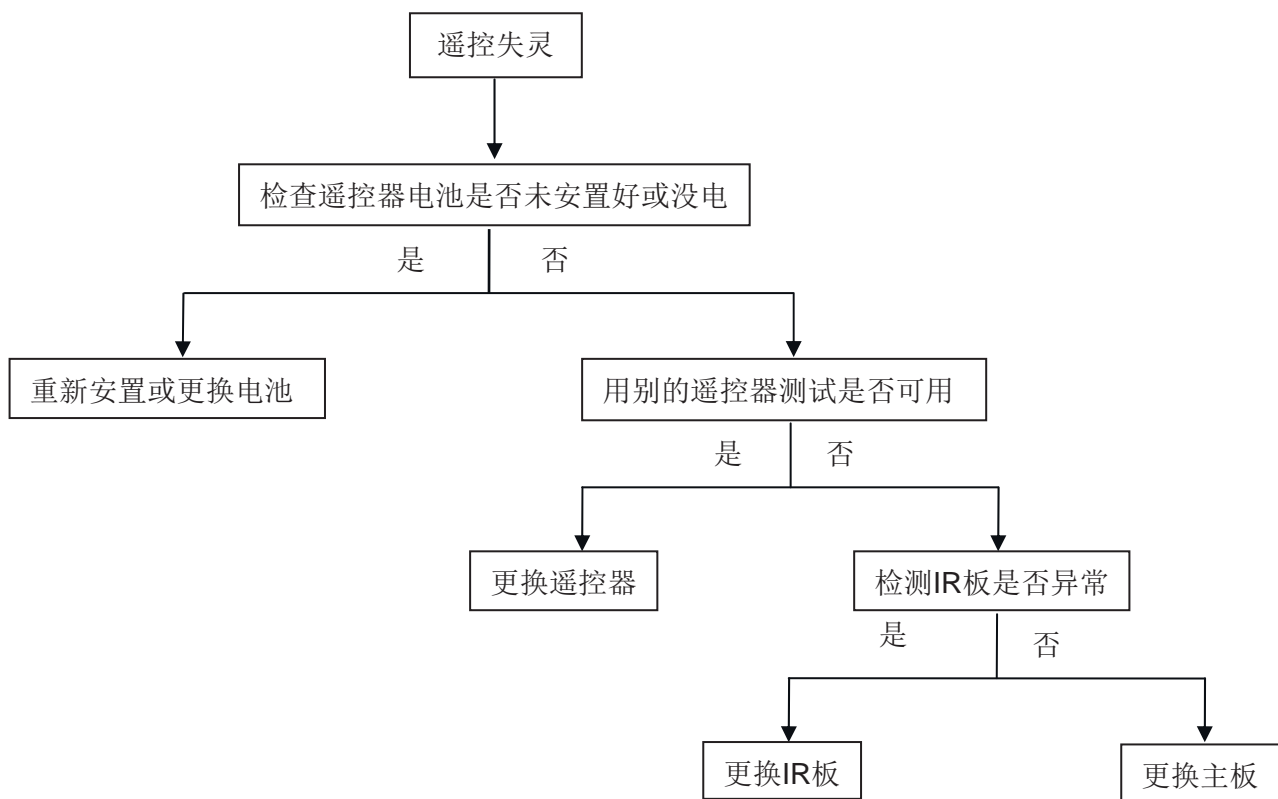 遥控失灵
检查遥控器电池是否未安置好或没电
是
否
重新安置或更换电池
用别的遥控器测试是否可用
是
否
更换遥控器
检测IR板是否异常
是
否
更换IR板
更换主板